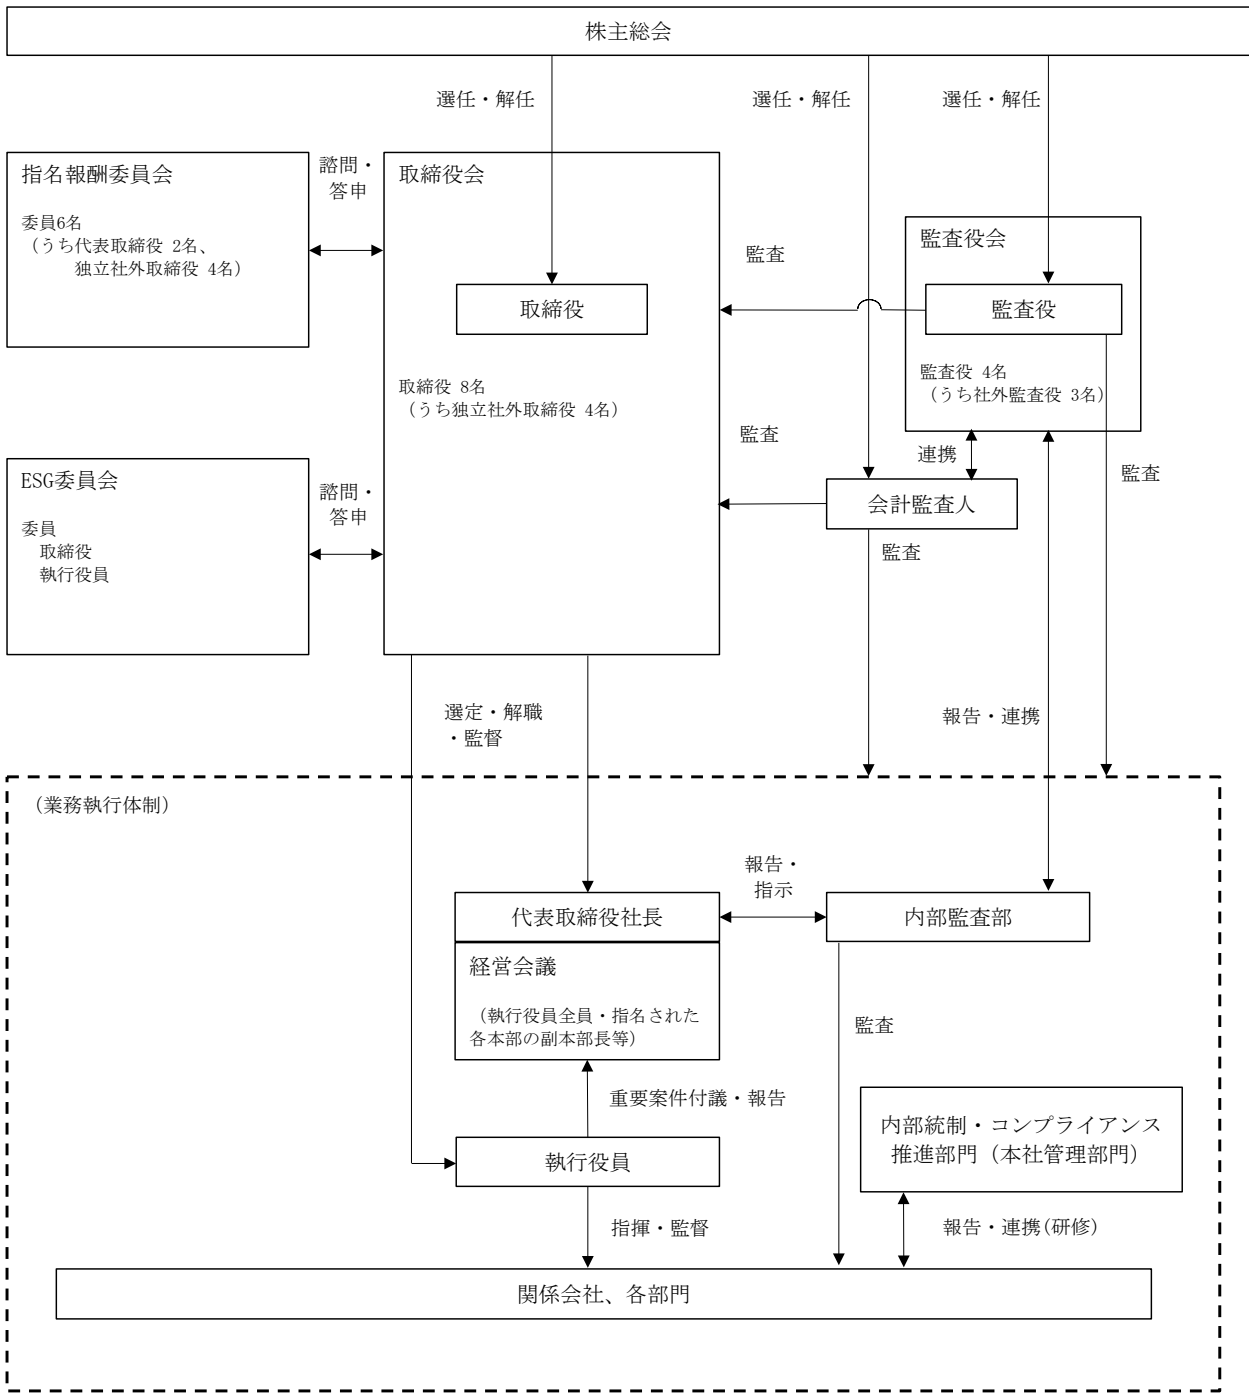 株主総会
選任・解任
選任・解任
選任・解任
指名報酬委員会
委員6名
（うち代表取締役 2名、
独立社外取締役 4名）
諮問・
答申
取締役会
取締役
取締役 8名
（うち独立社外取締役 4名）
監査
監査役会
監査役
監査役 4名
（うち社外監査役 3名）
監査
連携
監査
ESG委員会
委員
取締役
執行役員
諮問・
答申
会計監査人
監査
選定・解職
・監督
報告・連携
（業務執行体制）
代表取締役社長
報告・
指示
内部監査部
経営会議
（執行役員全員・指名された
各本部の副本部長等）
監査
重要案件付議・報告
内部統制・コンプライアンス
推進部門（本社管理部門）
執行役員
指揮・監督
報告・連携(研修)
関係会社、各部門